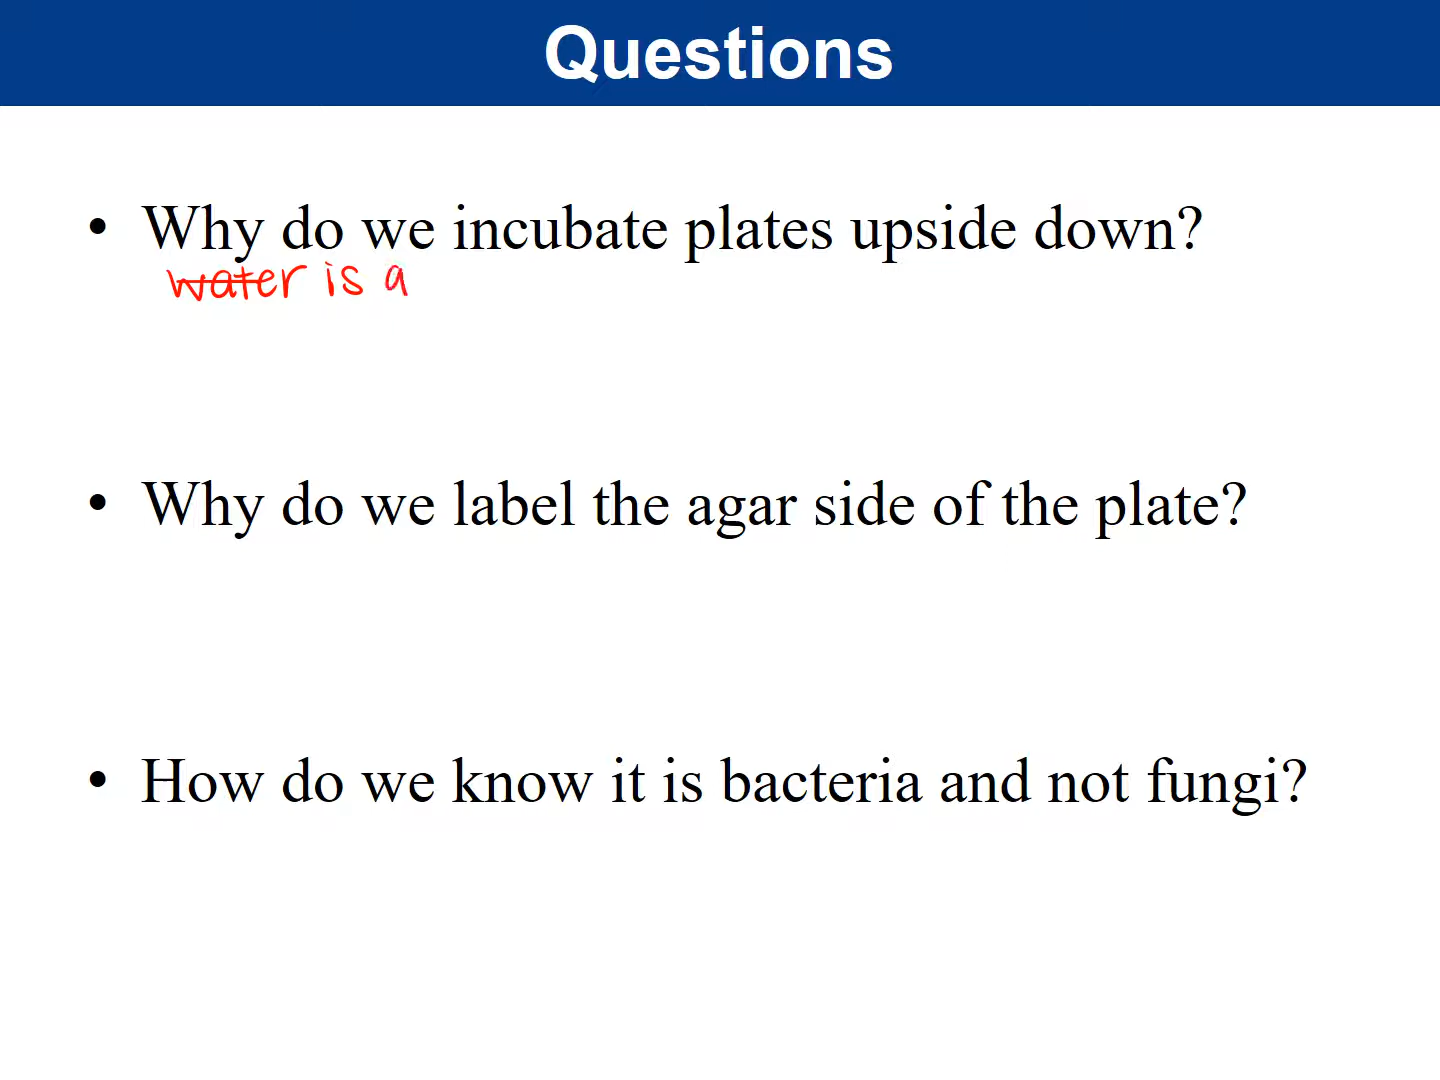 Questions
• Why do we incubate plates upside down?
water is a
• Why do we label the agar side of the plate?
• How do we know it is bacteria and not fungi?